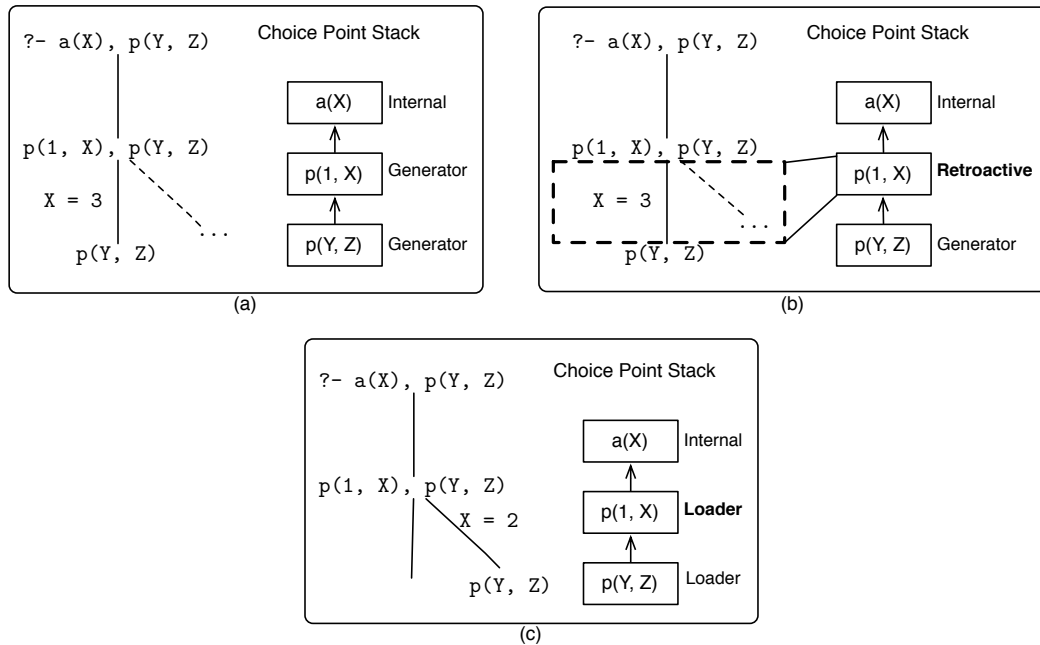 ?- a(X), p(Y, Z)
Choice Point Stack
a(X) Internal
p(1, X), p(Y, Z)
p(1, X) Generator
X = 3
...
p(Y, Z)
p(Y, Z) Generator
(a)
?- a(X), p(Y, Z)
Choice Point Stack
a(X) Internal
p(1, X), p(Y, Z)
p(1, X) Retroactive
X = 3
...
p(Y, Z)
p(Y, Z) Generator
(b)
?- a(X), p(Y, Z)
Choice Point Stack
a(X) Internal
p(1, X), p(Y, Z)
p(1, X) Loader
X = 2
p(Y, Z)
p(Y, Z) Loader
(c)